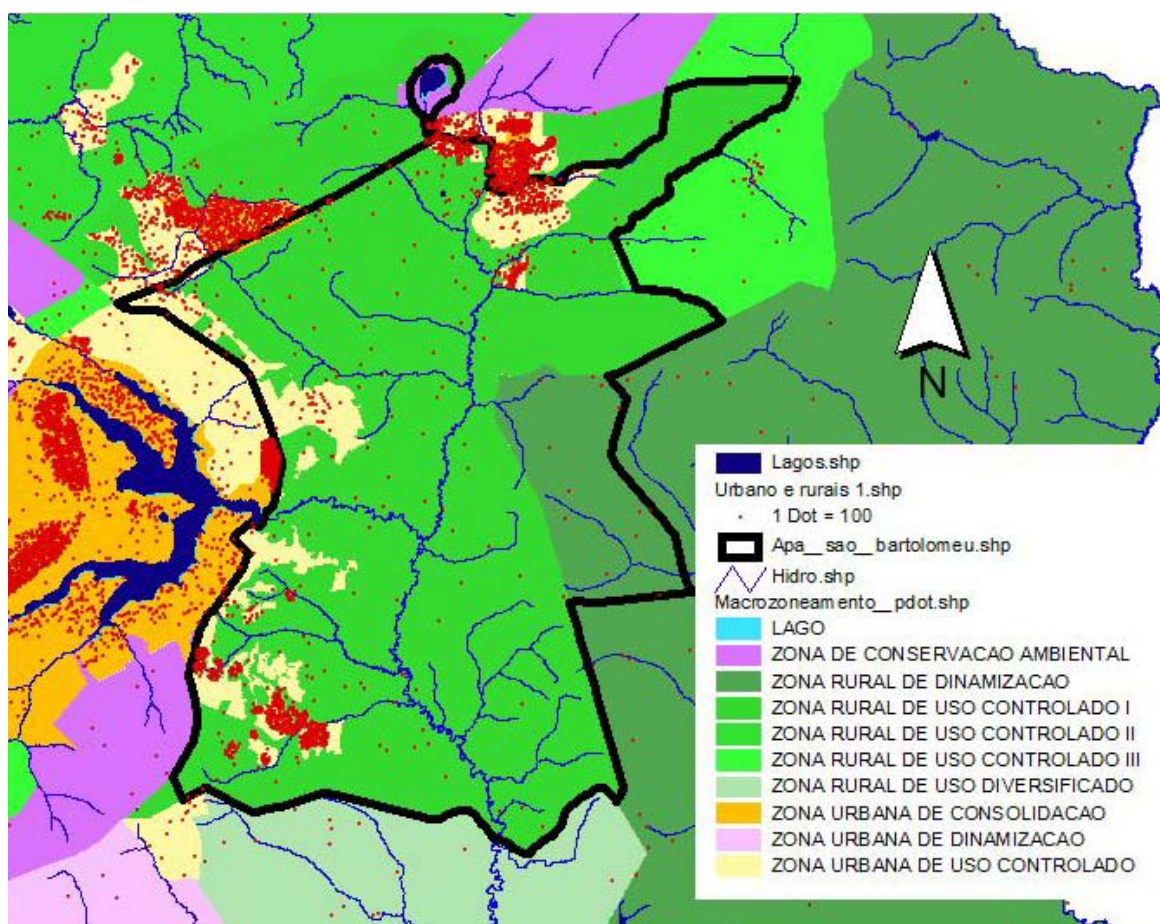 N
Lagos.shp
Urbano e rurais 1.shp
1 Dot = 100
Apa__sao__bartolomeu.shp
Hidro.shp
Macrozoneamento__pdot.shp
LAGO
ZONA DE CONSERVACAO AMBIENTAL
ZONA RURAL DE DINAMIZACAO
ZONA RURAL DE USO CONTROLADO I
ZONA RURAL DE USO CONTROLADO II
ZONA RURAL DE USO CONTROLADO III
ZONA RURAL DE USO DIVERSIFICADO
ZONA URBANA DE CONSOLIDACAO
ZONA URBANA DE DINAMIZACAO
ZONA URBANA DE USO CONTROLADO